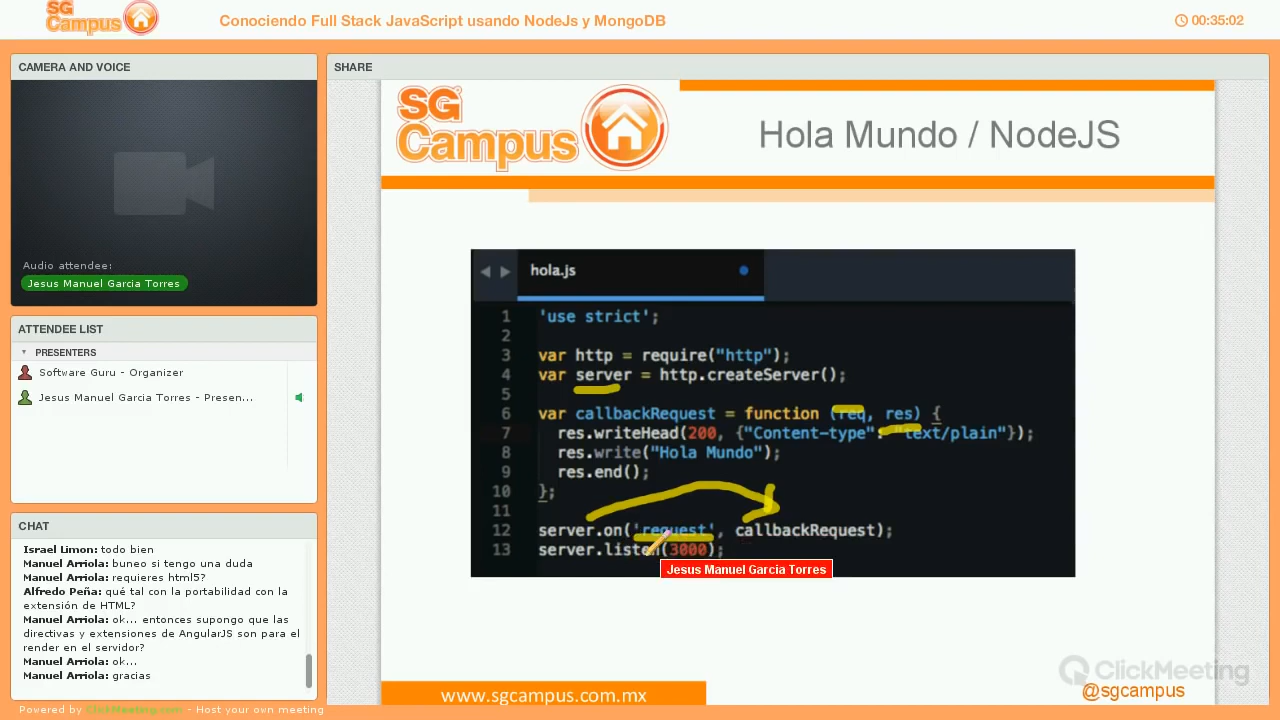 SG Campus
Conociendo Full Stack JavaScript usando NodeJs y MongoDB
00:35:02
CAMERA AND VOICE
Audio attendee:
Jesus Manuel Garcia Torres
ATTENDEE LIST
PRESENTERS
Software Guru - Organizer
Jesus Manuel Garcia Torres - Presen...
CHAT
Israel Limon: todo bien
Manuel Arriola: buneo si tengo una duda
Manuel Arriola: requieres html5?
Alfredo Peña: qué tal con la portabilidad con la
extensión de HTML?
Manuel Arriola: ok... entonces supongo que las
directivas y extensiones de AngularJS son para el
render en el servidor?
Manuel Arriola: ok...
Manuel Arriola: gracias
Powered by ClickMeeting.com - Host your own meeting
SHARE
SG
Campus
Hola Mundo / NodeJS
hola.js
1 'use strict';
2
3 var http = require("http");
4 var server = http.createServer();
5
6 var callbackRequest = function (req, res) {
7 res.writeHead(200, {"Content-type": "text/plain"});
8 res.write("Hola Mundo");
9 res.end();
10 };
11
12 server.on('request', callbackRequest);
13 server.listen(3000);
Jesus Manuel Garcia Torres
ClickMeeting
www.sgcampus.com.mx
@sgcampus